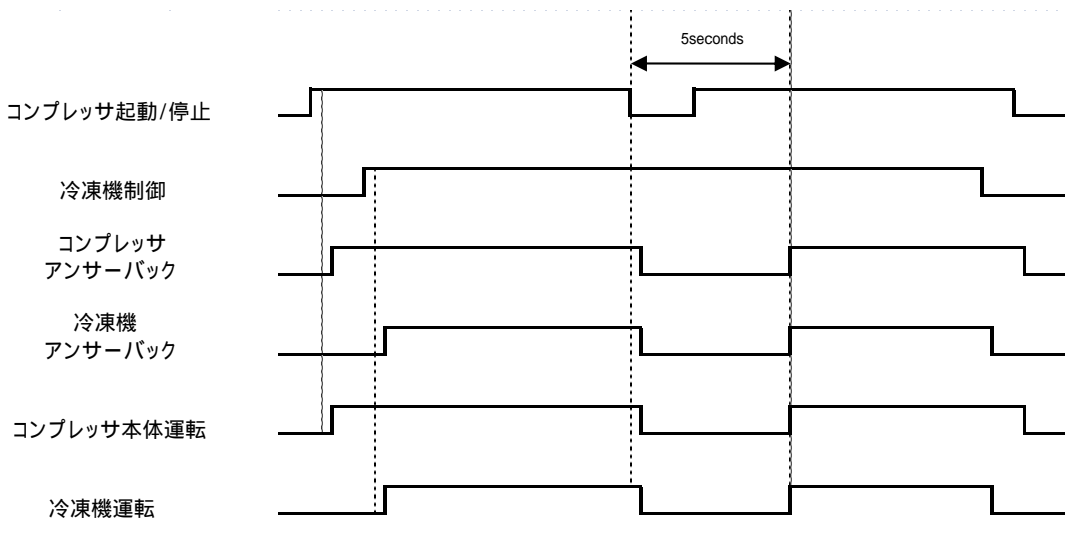 5seconds
コンプレッサ起動/停止
冷凍機制御
コンプレッサ
アンサーバック
冷凍機
アンサーバック
コンプレッサ本体運転
冷凍機運転